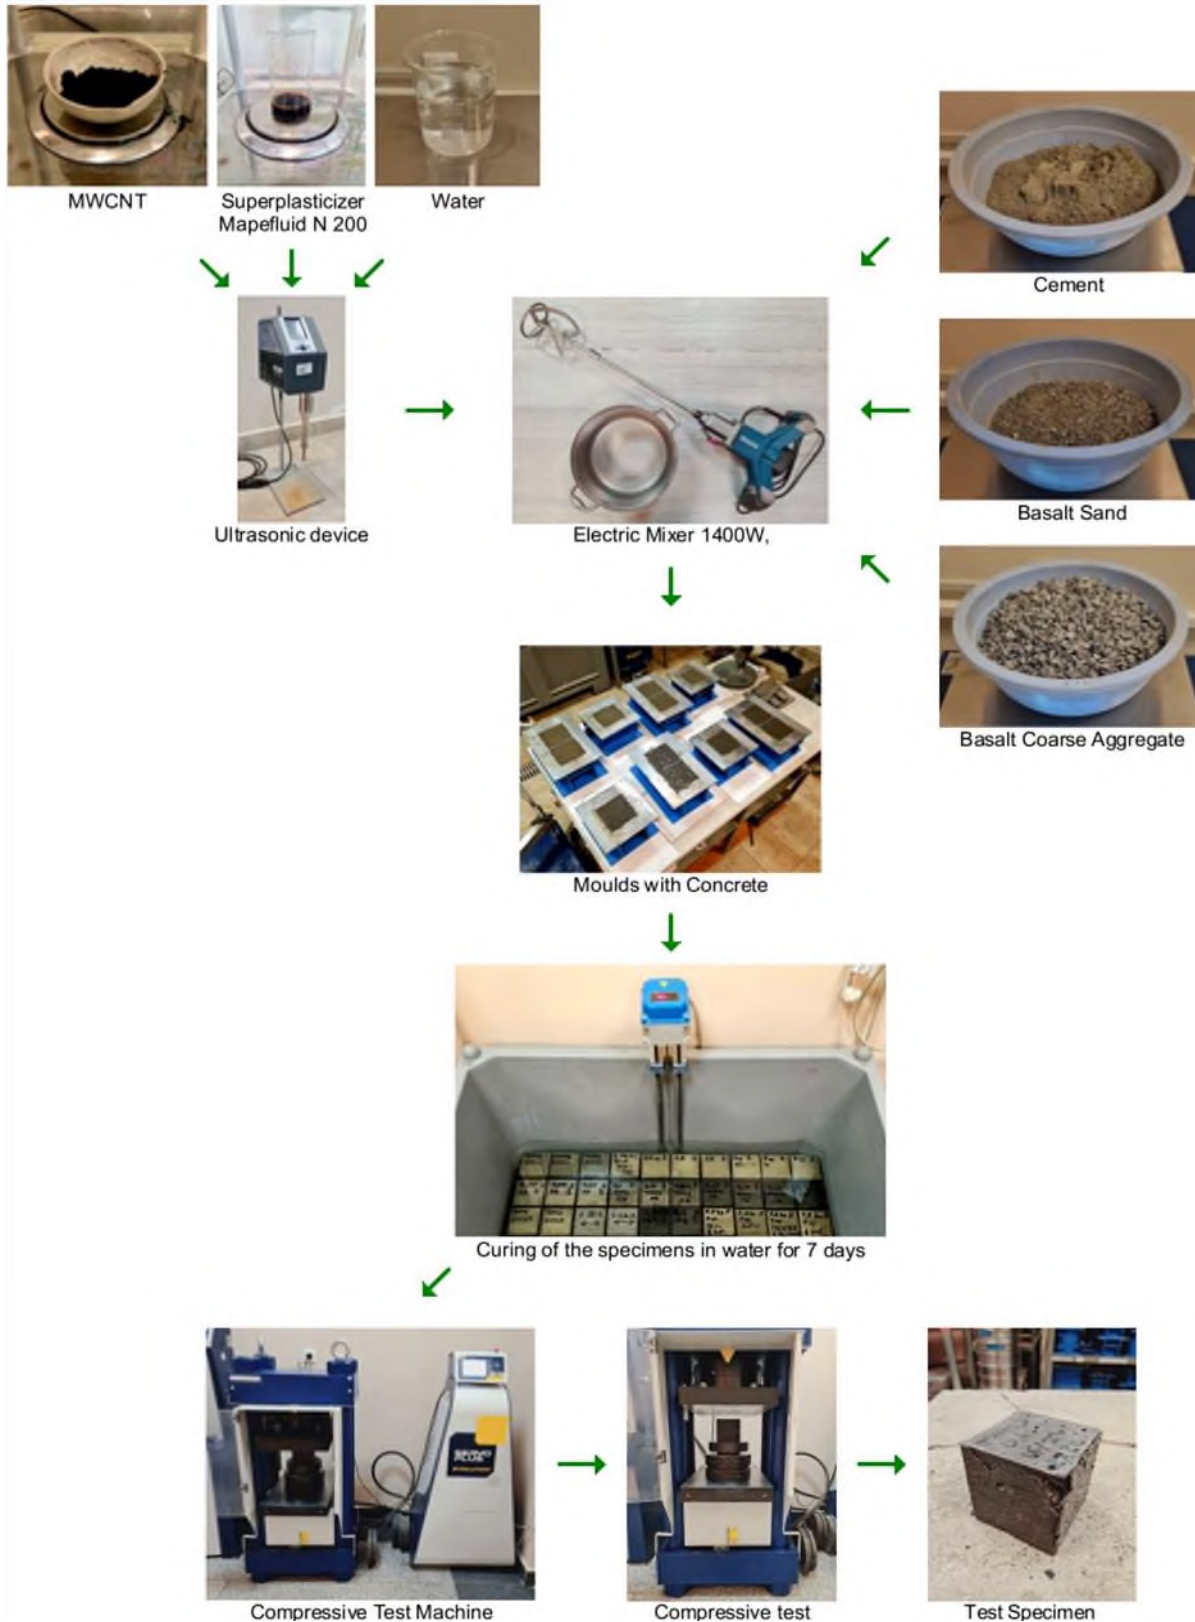 MWCNT
Superplasticizer
Mapefluid N 200
Water
Cement
Ultrasonic device
Electric Mixer 1400W,
Basalt Sand
Basalt Coarse Aggregate
Moulds with Concrete
Curing of the specimens in water for 7 days
Compressive Test Machine
Compressive test
Test Specimen